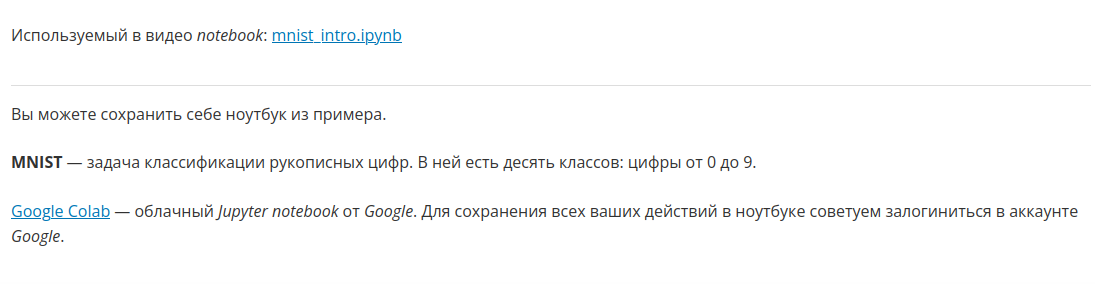 Используемый в видео notebook: mnist_intro.ipynb
Вы можете сохранить себе ноутбук из примера.
MNIST — задача классификации рукописных цифр. В ней есть десять классов: цифры от 0 до 9.
Google Colab — облачный Jupyter notebook от Google. Для сохранения всех ваших действий в ноутбуке советуем залогиниться в аккаунте
Google.